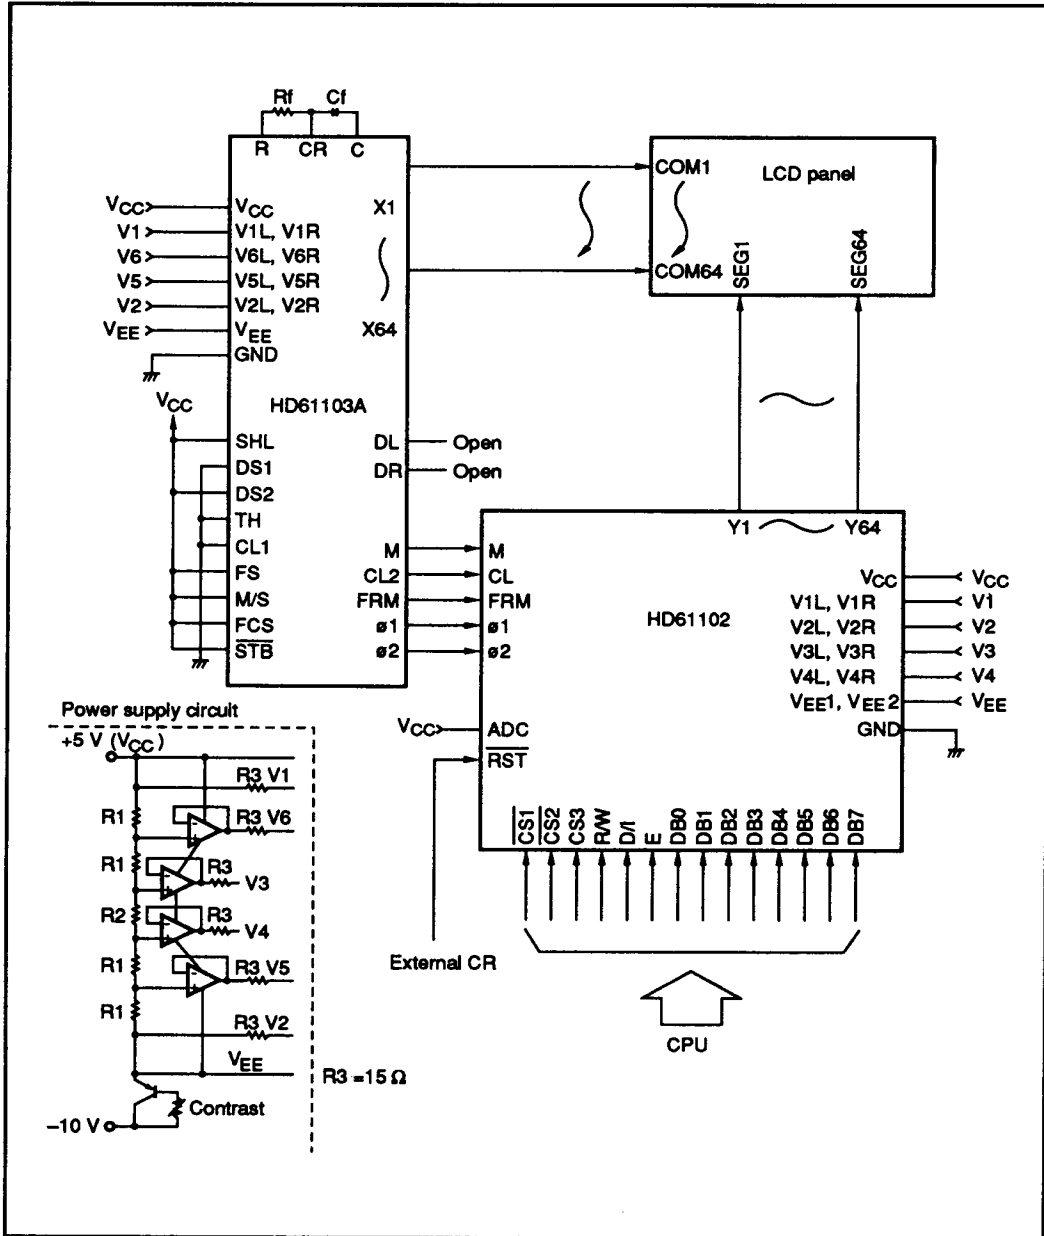 Rf Cf
R CR C
LCD panel
COM1
COM64
SEG1
SEG64
VCC
V1
V6
V5
V2
VEE
VCC
V1L, V1R
V6L, V6R
V5L, V5R
V2L, V2R
VEE
GND
X1
X64
HD61103A
VCC
SHL
DS1
DS2
TH
CL1
FS
M/S
FCS
STB
DL
Open
DR
Open
M
CL2
FRM
ø1
ø2
M
CL
FRM
ø1
ø2
Y1
Y64
HD61102
VCC
V1L, V1R
V2L, V2R
V3L, V3R
V4L, V4R
VEE1, VEE2
GND
VCC
V1
V2
V3
V4
VEE
VCC
ADC
RST
CS1
CS2
CS3
R/W
D/I
E
DB0
DB1
DB2
DB3
DB4
DB5
DB6
DB7
External CR
CPU
Power supply circuit
+5 V (VCC)
R3 V1
R1
R3 V6
R1
R3
V3
R2
R3
V4
R1
R3 V5
R1
R3 V2
VEE
R3 =15 Ω
Contrast
–10 V